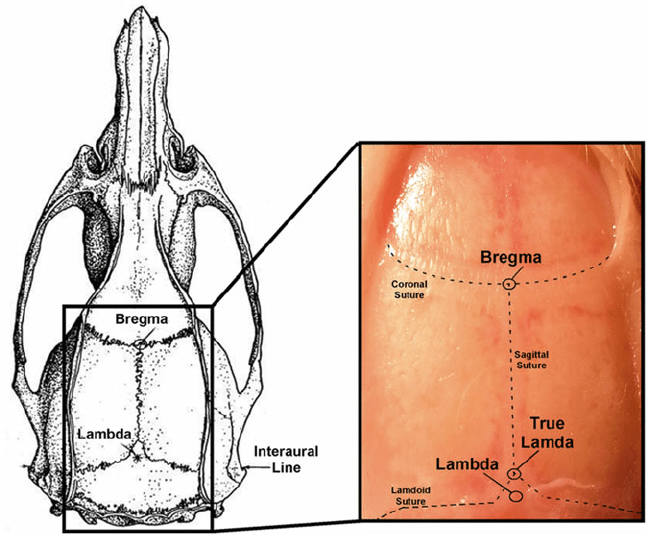 Bregma
Lambda
Interaural
Line
Bregma
Coronal
Suture
Sagittal
Suture
True
Lamda
Lambda
Lamdoid
Suture